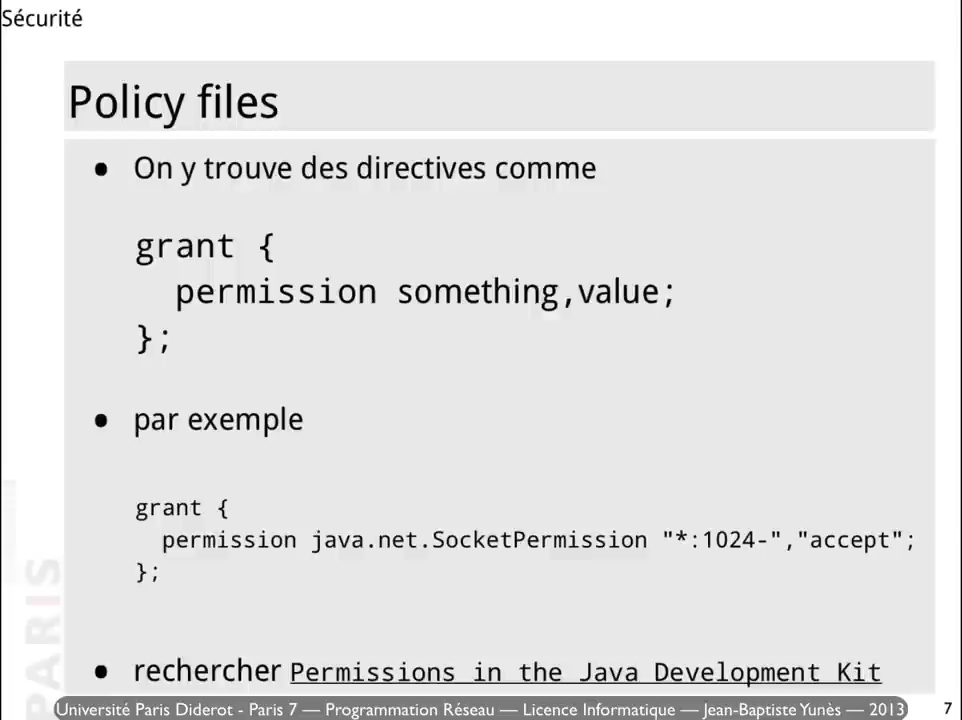 Sécurité
Policy files
• On y trouve des directives comme
grant {
  permission something,value;
};
• par exemple
grant {
  permission java.net.SocketPermission "*:1024-","accept";
};
• rechercher Permissions in the Java Development Kit
PARIS
Université Paris Diderot - Paris 7 — Programmation Réseau — Licence Informatique — Jean-Baptiste Yunès — 2013
7